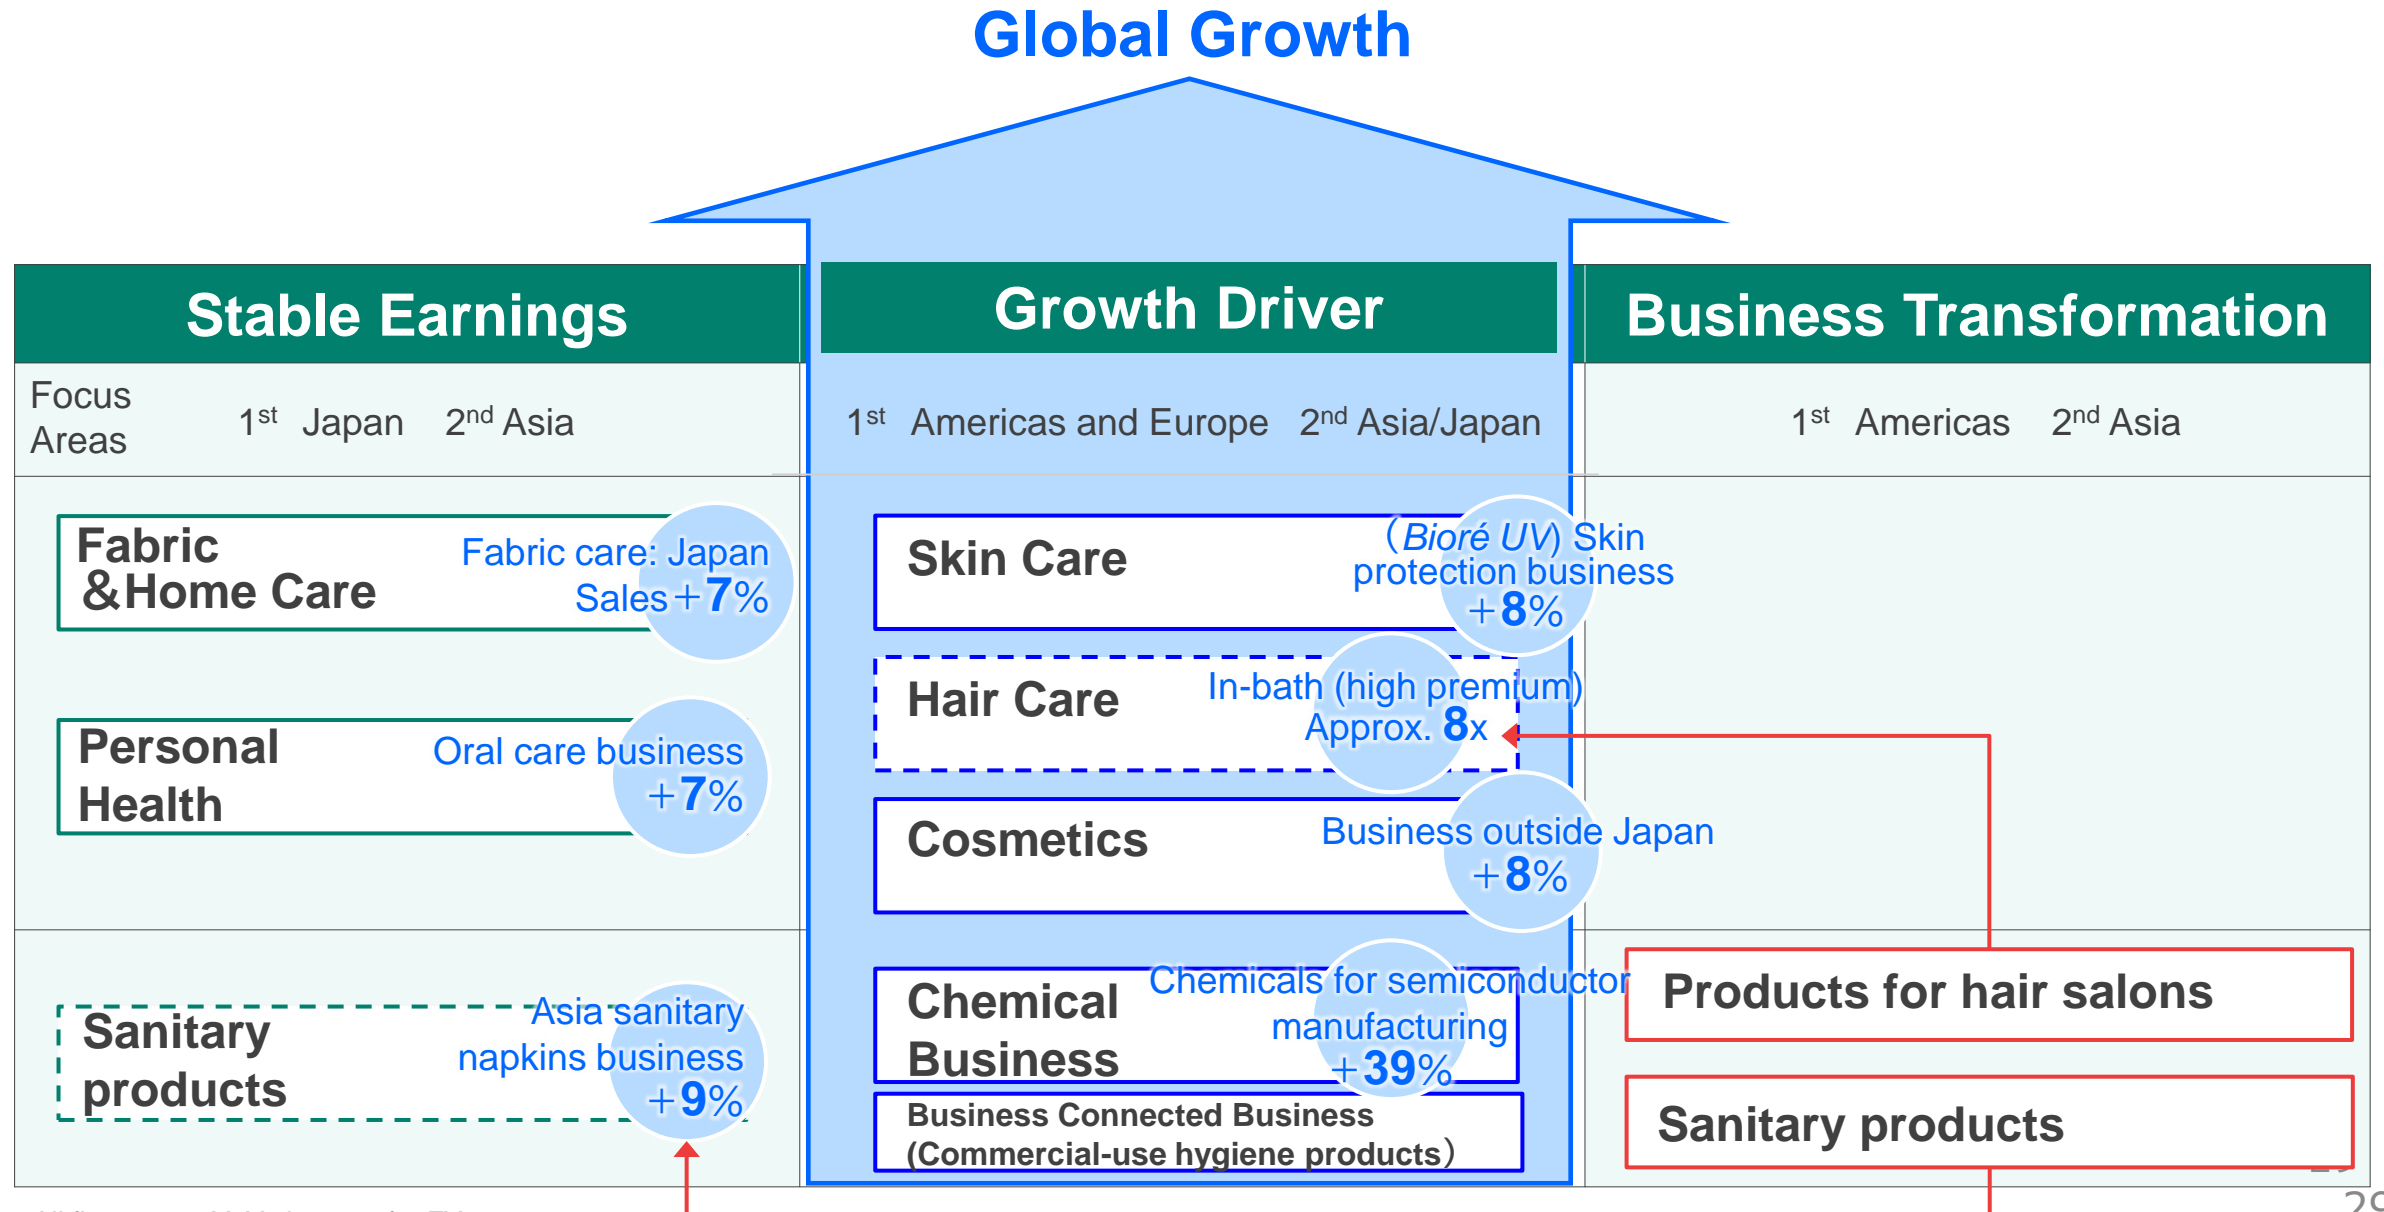 Global Growth
Stable Earnings
Growth Driver
Business Transformation
Focus
Areas
1st Japan 2nd Asia
1st Americas and Europe 2nd Asia/Japan
1st Americas 2nd Asia
Fabric
&Home Care
Fabric care: Japan
Sales+7%
Personal
Health
Oral care business
+7%
Sanitary
products
Asia sanitary
napkins business
+9%
Skin Care
(Bioré UV) Skin
protection business
+8%
Hair Care
In-bath (high premium)
Approx. 8x
Cosmetics
Business outside Japan
+8%
Chemical
Business
Chemicals for semiconductor
manufacturing
+39%
Business Connected Business
(Commercial-use hygiene products)
Products for hair salons
Sanitary products